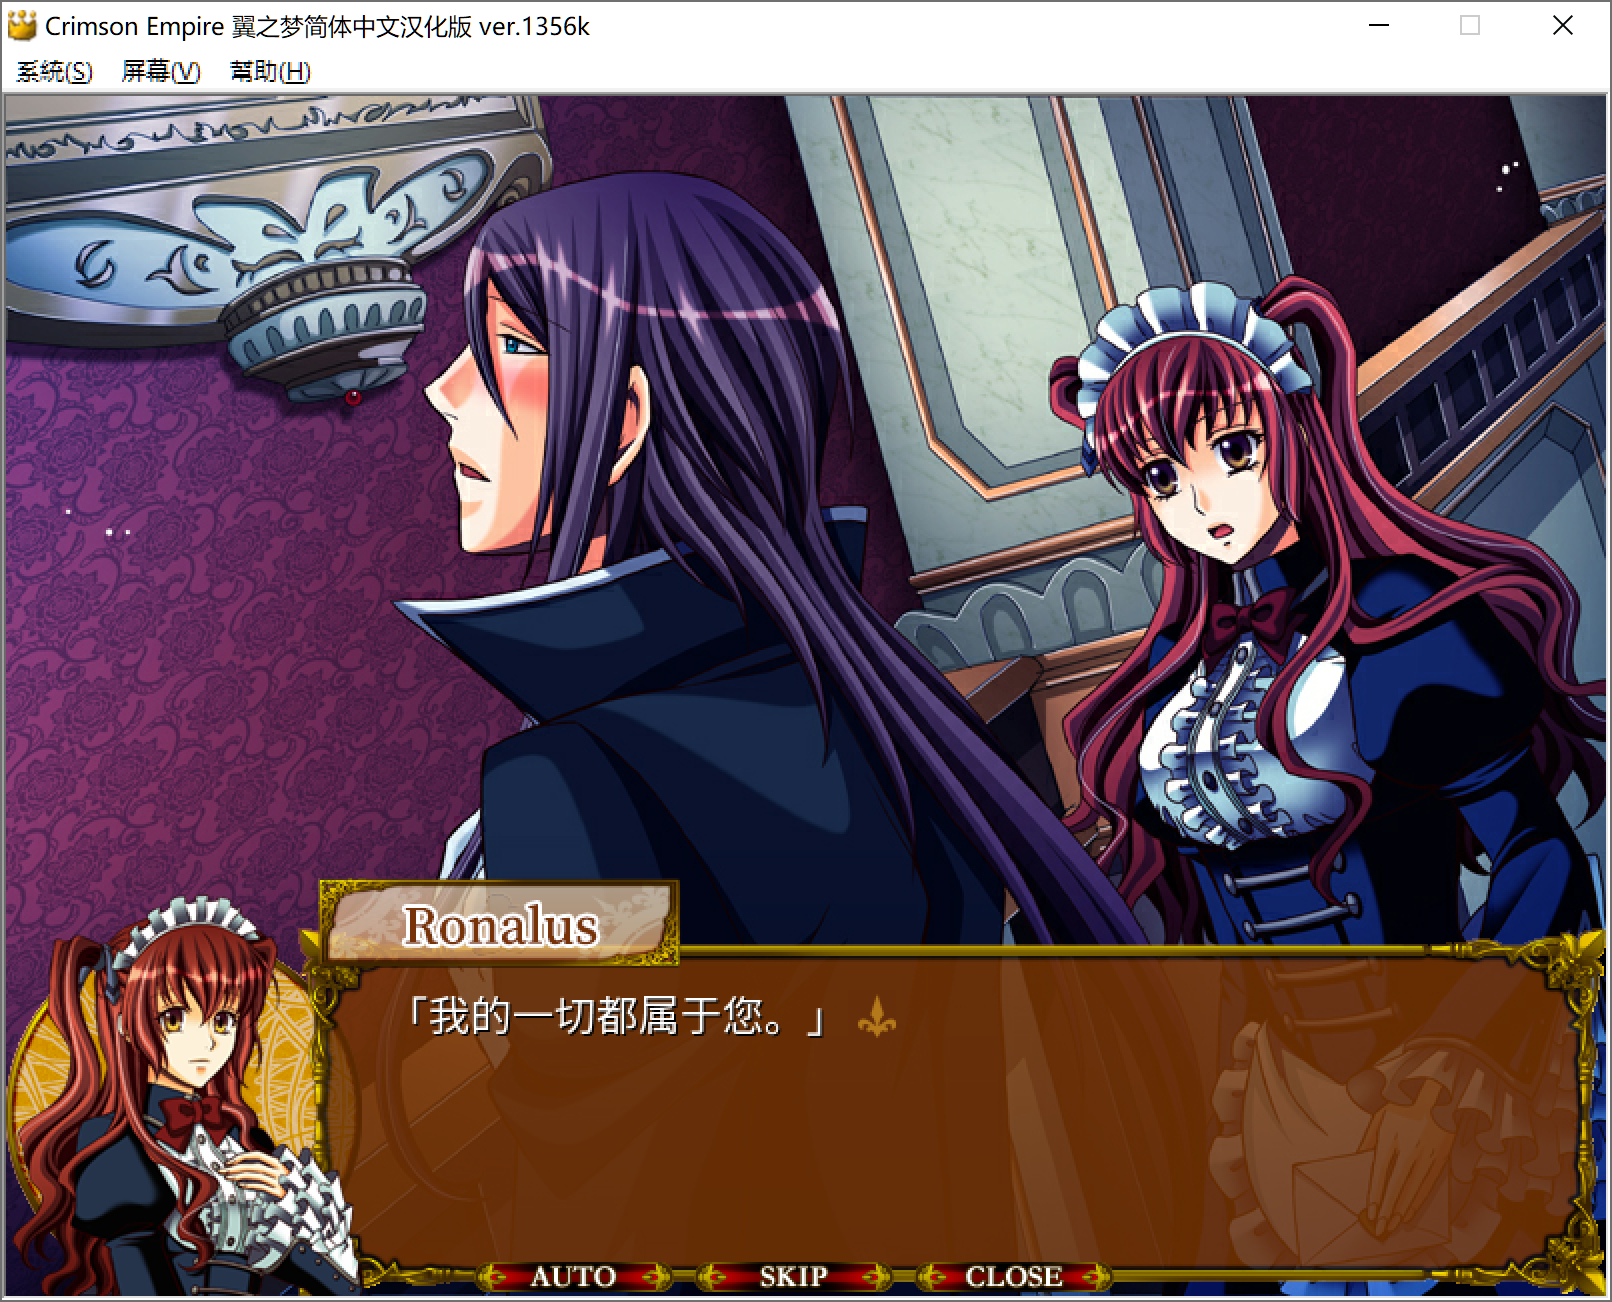 Crimson Empire 翼之梦简体中文汉化版 ver.1356k
系統(S) 屏幕(V) 幫助(H)
Ronalus
「我的一切都属于您。」
AUTO SKIP CLOSE